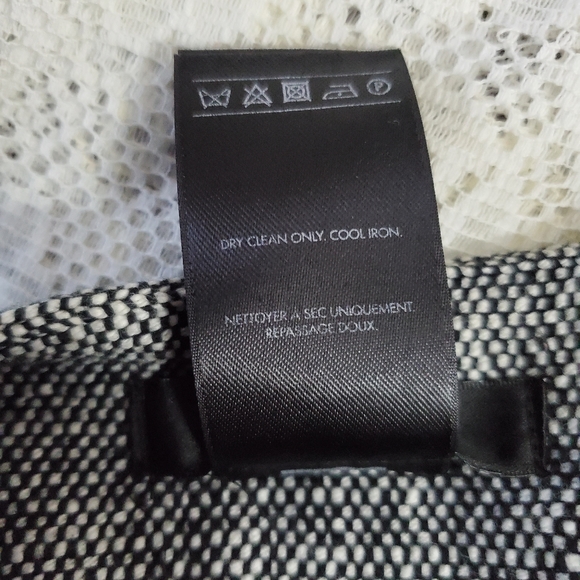 P
DRY CLEAN ONLY. COOL IRON.
NETTOYER À SEC UNIQUEMENT.
REPASSAGE DOUX.